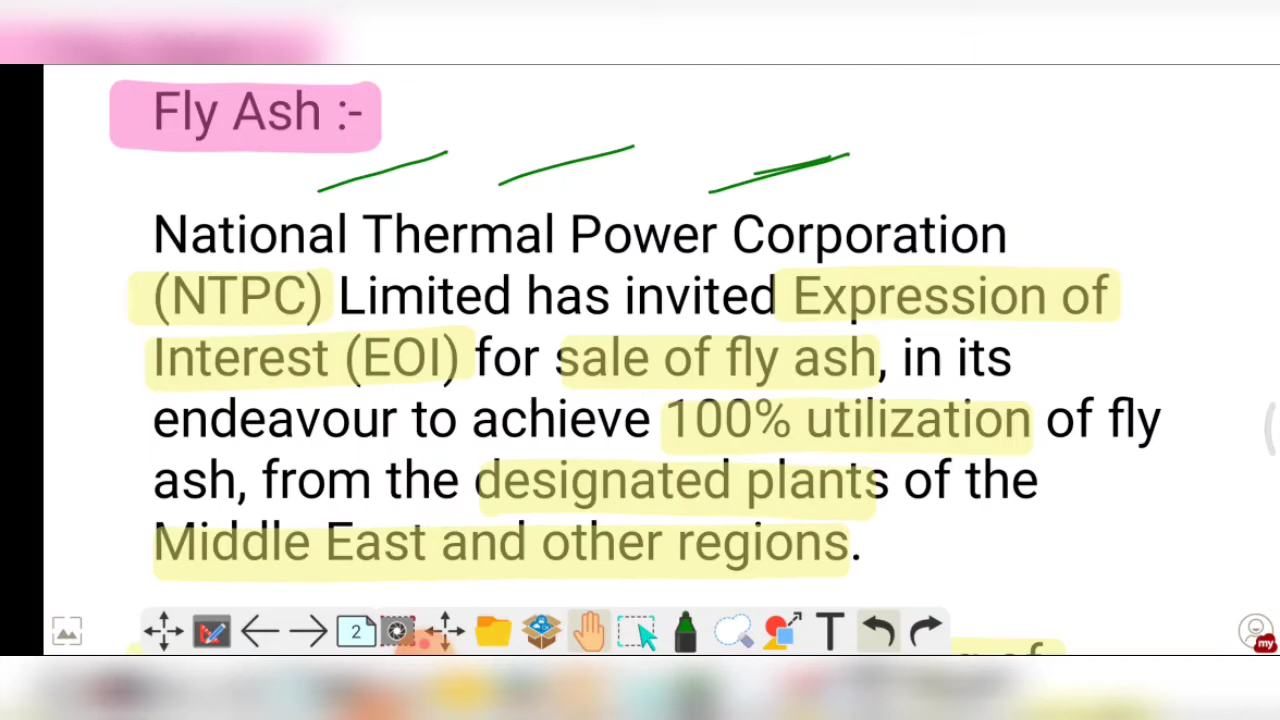 Fly Ash :-
National Thermal Power Corporation
(NTPC) Limited has invited Expression of
Interest (EOI) for sale of fly ash, in its
endeavour to achieve 100% utilization of fly
ash, from the designated plants of the
Middle East and other regions.
2
T
my